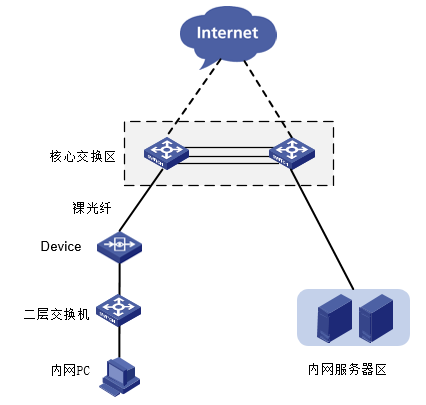 Internet
核心交换区
裸光纤
Device
二层交换机
内网PC
内网服务器区